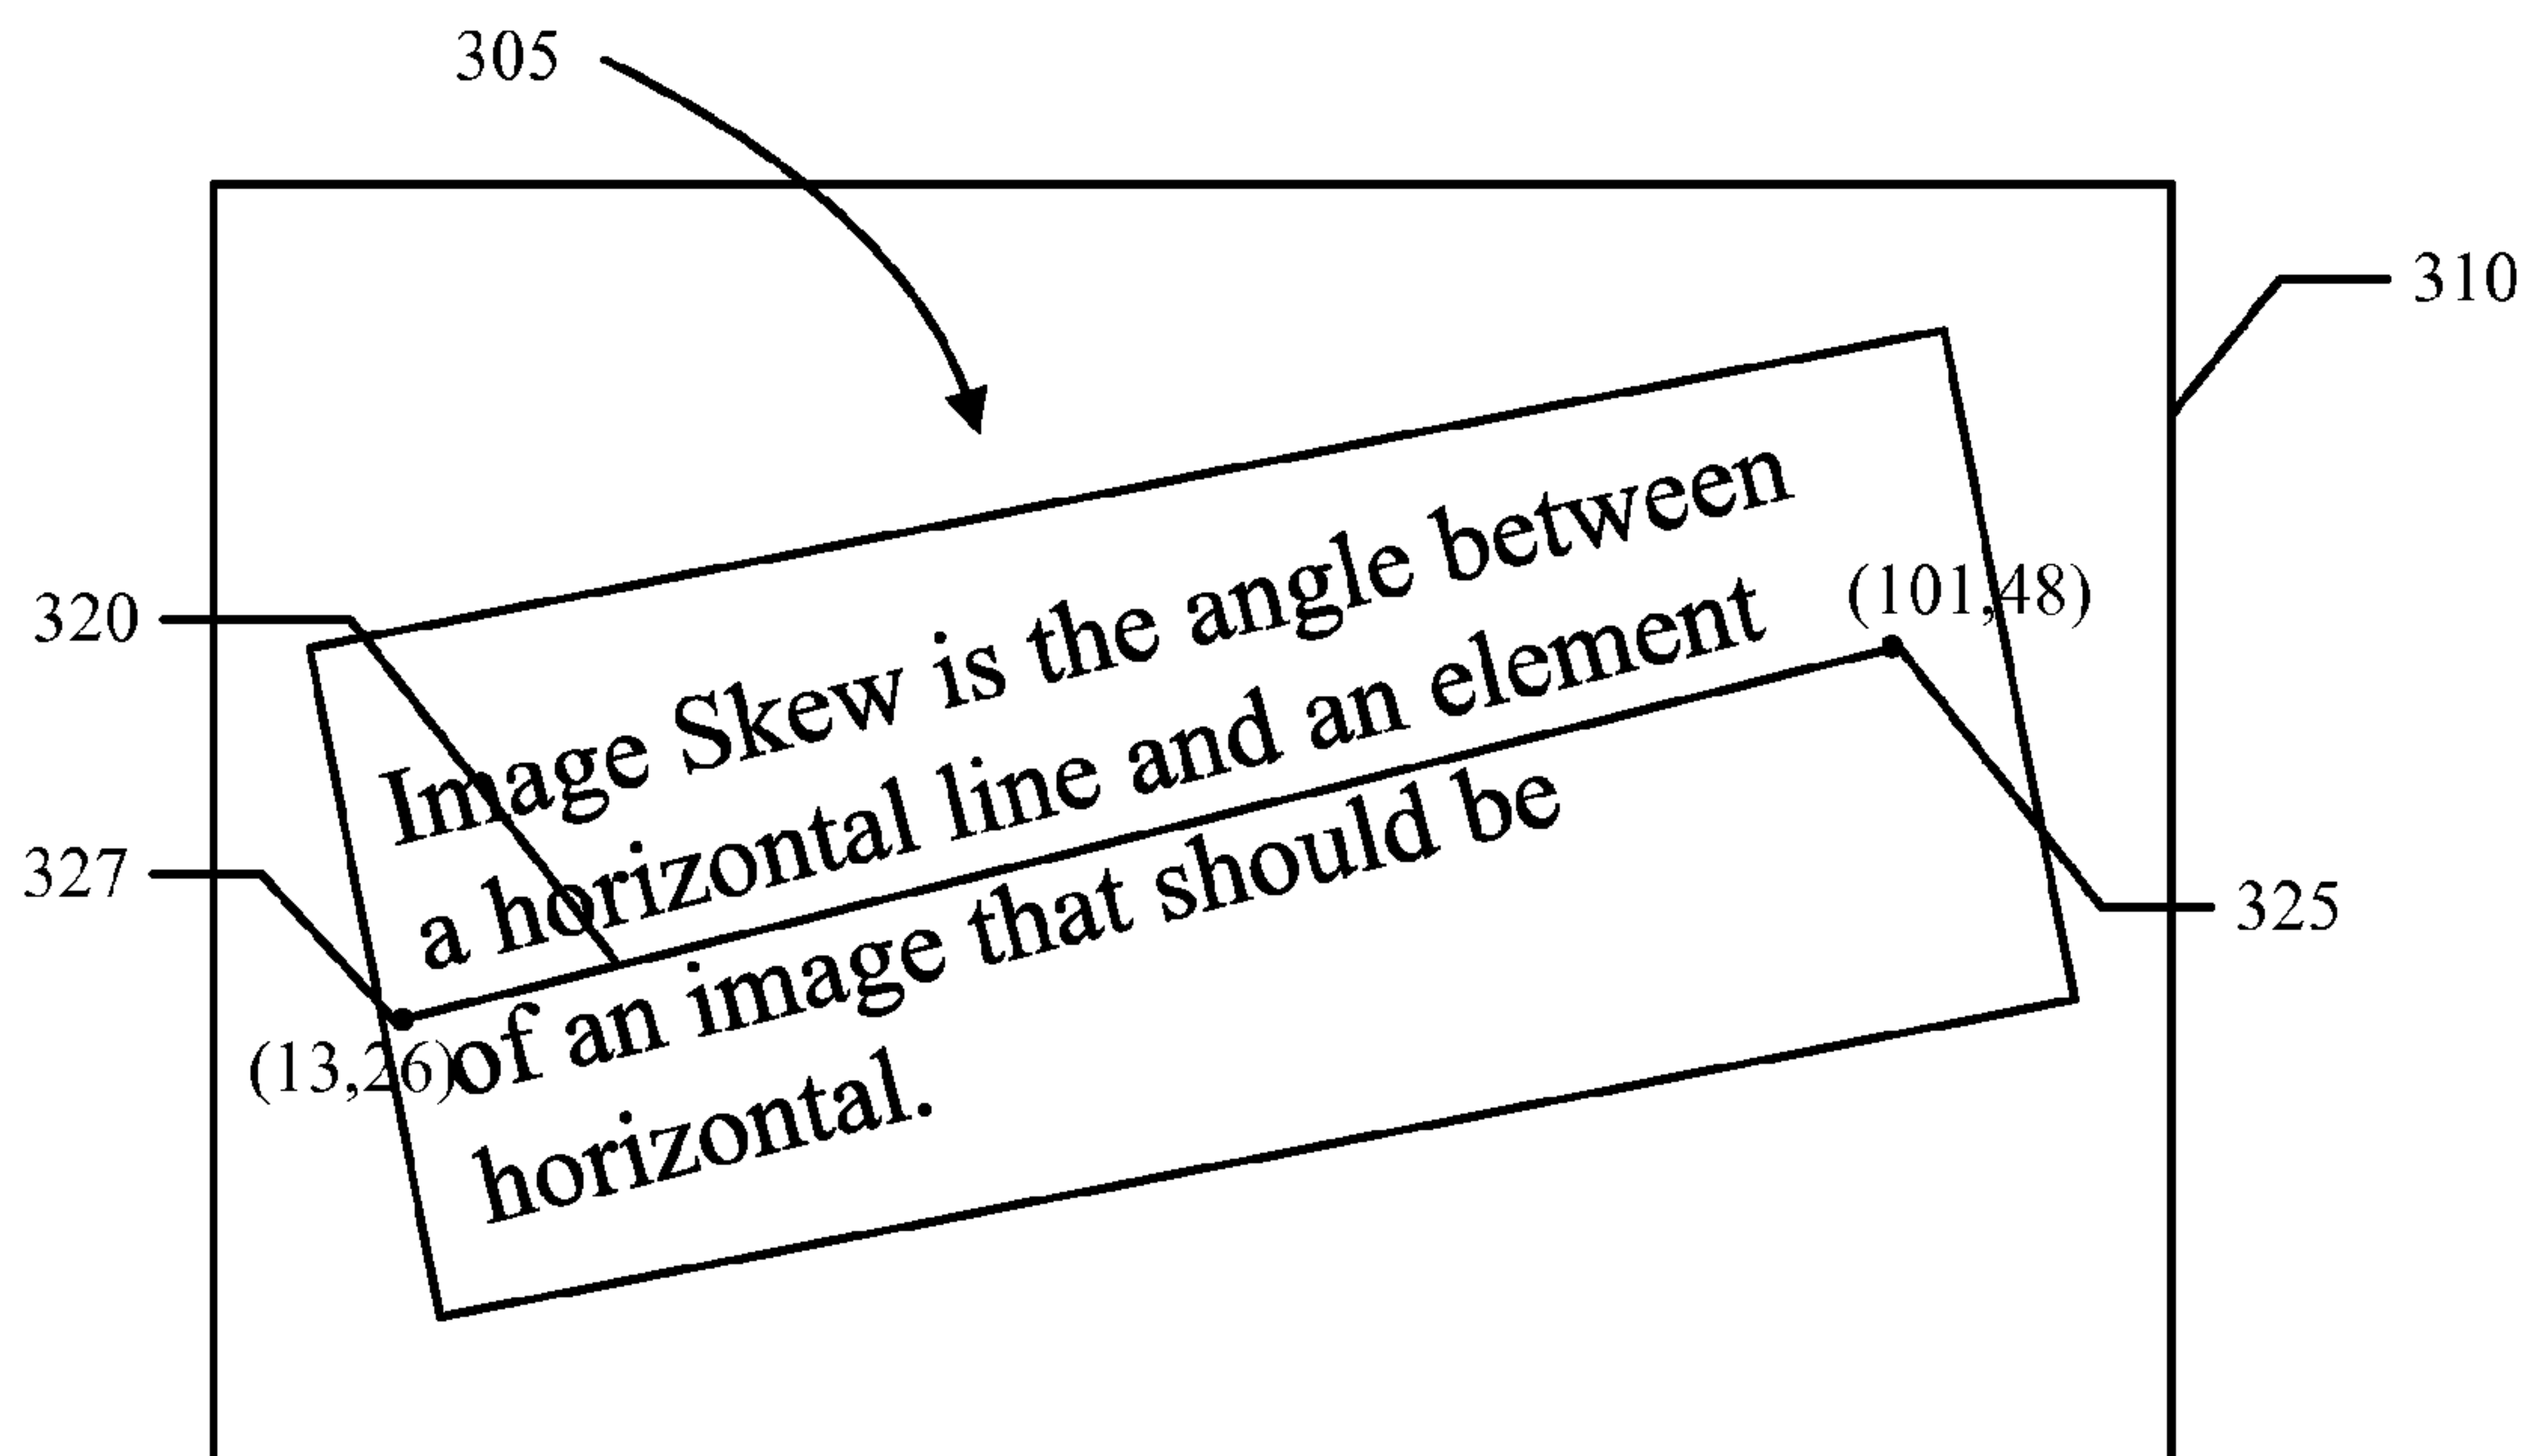 305
310
Image Skew is the angle between
(101,48)
320
a horizontal line and an element
327
of an image that should be
325
(13,26)
horizontal.